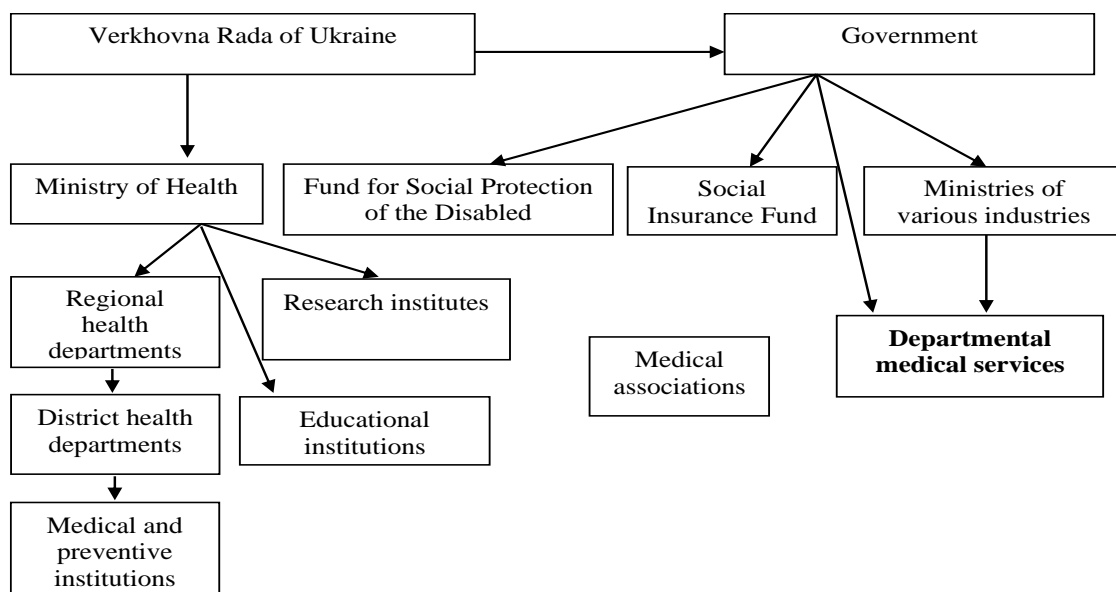 Verkhovna Rada of Ukraine
Government
Ministry of Health
Fund for Social Protection
of the Disabled
Social
Insurance Fund
Ministries of
various industries
Regional
health
departments
Research institutes
Medical
associations
Departmental
medical services
District health
departments
Educational
institutions
Medical and
preventive
institutions